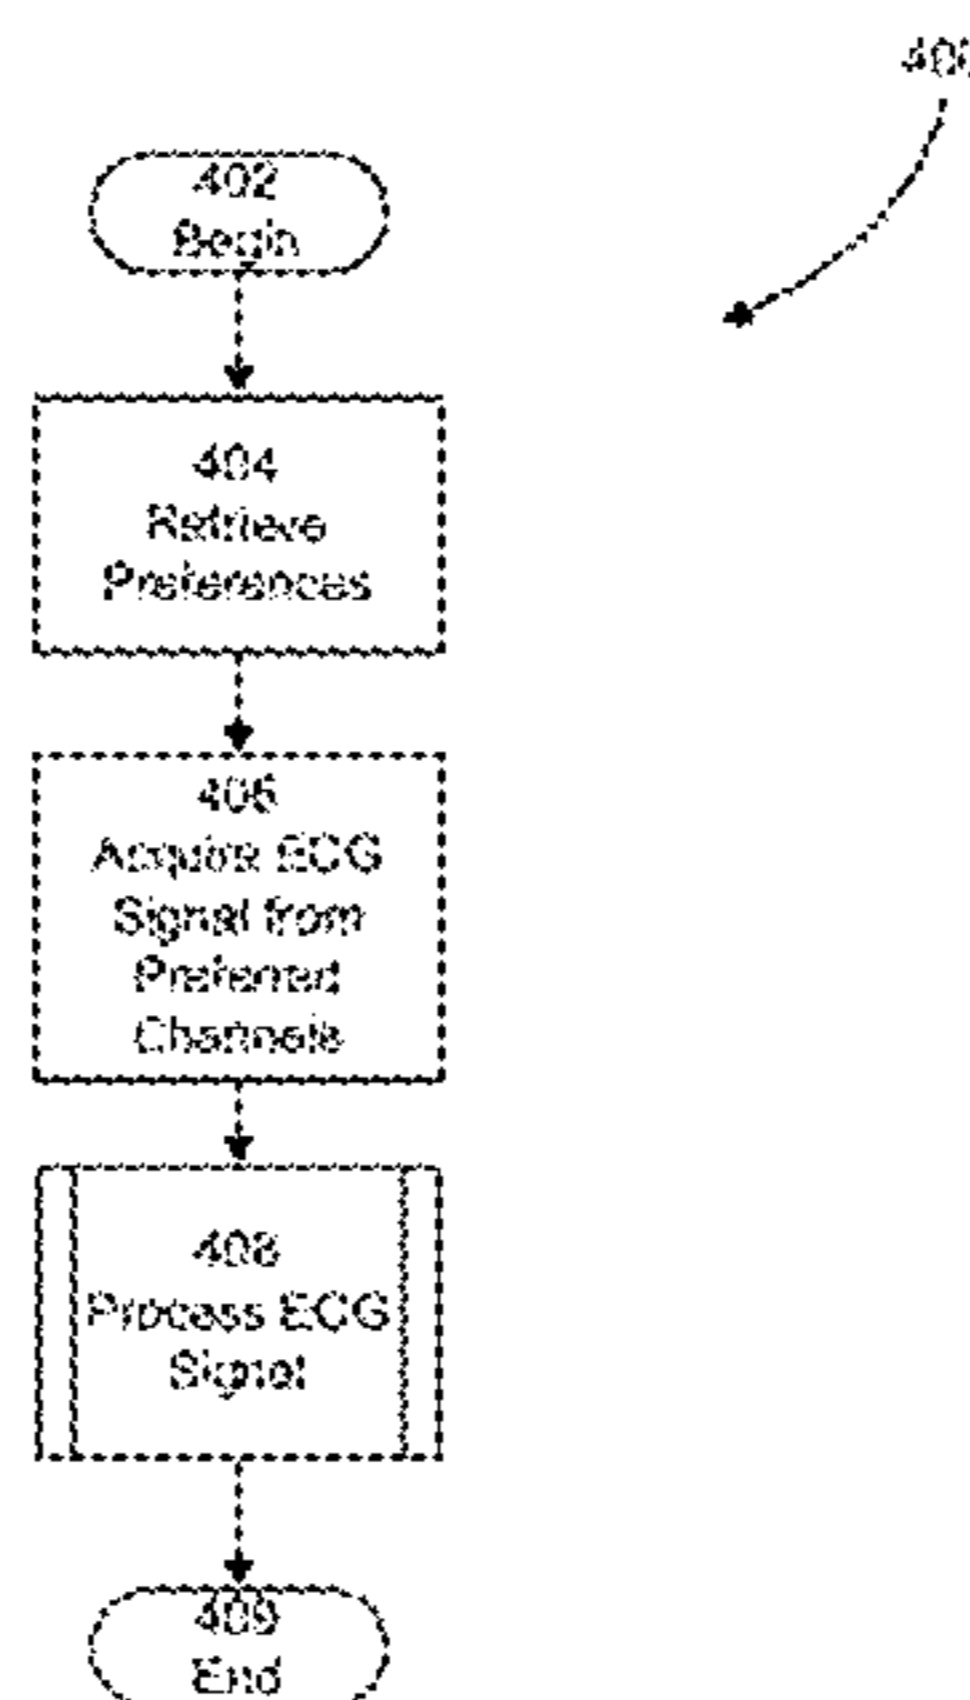 402
Begin
404
Retrieve
Preferences
406
Acquire ECG
Signal from
Preferred
Channels
408
Process ECG
Signal
409
End